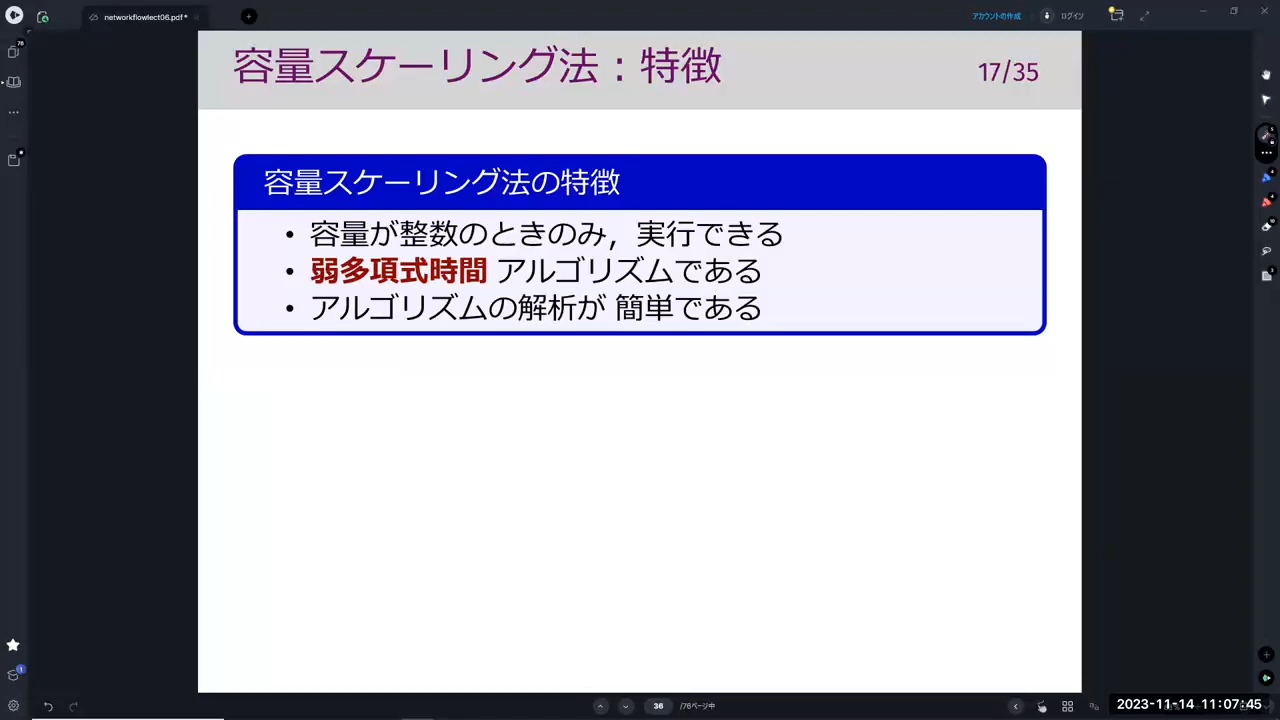 networkflowlect06.pdf*
アカウントの作成
ログイン
容量スケーリング法：特徴
17/35
容量スケーリング法の特徴
• 容量が整数のときのみ，実行できる
• 弱多項式時間 アルゴリズムである
• アルゴリズムの解析が 簡単である
36
/76ページ中
2023-11-14 11:07:45